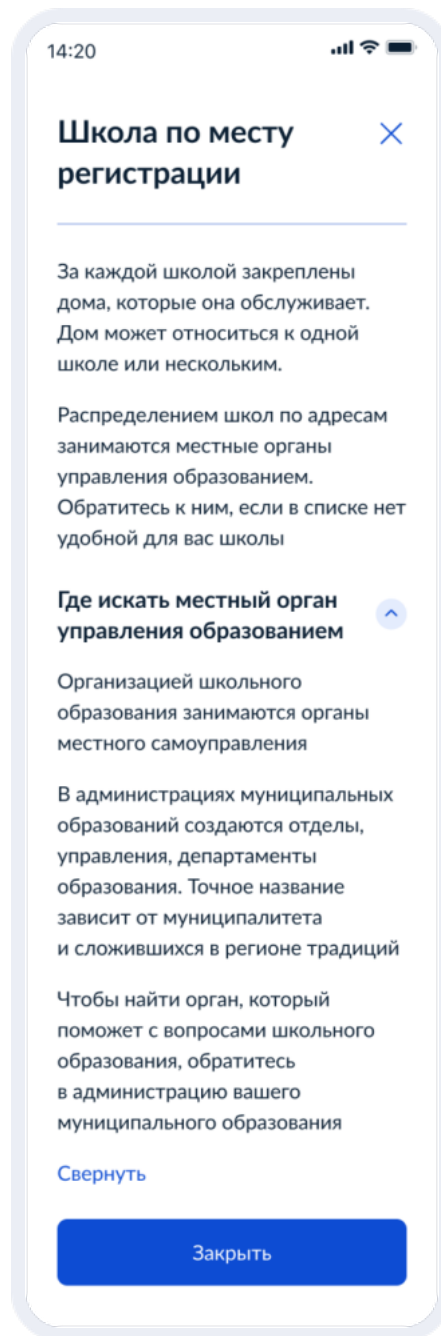 14:20
Школа по месту
регистрации
За каждой школой закреплены
дома, которые она обслуживает.
Дом может относиться к одной
школе или нескольким.
Распределением школ по адресам
занимаются местные органы
управления образованием.
Обратитесь к ним, если в списке нет
удобной для вас школы
Где искать местный орган
управления образованием
Организацией школьного
образования занимаются органы
местного самоуправления
В администрациях муниципальных
образований создаются отделы,
управления, департаменты
образования. Точное название
зависит от муниципалитета
и сложившихся в регионе традиций
Чтобы найти орган, который
поможет с вопросами школьного
образования, обратитесь
в администрацию вашего
муниципального образования
Свернуть
Закрыть